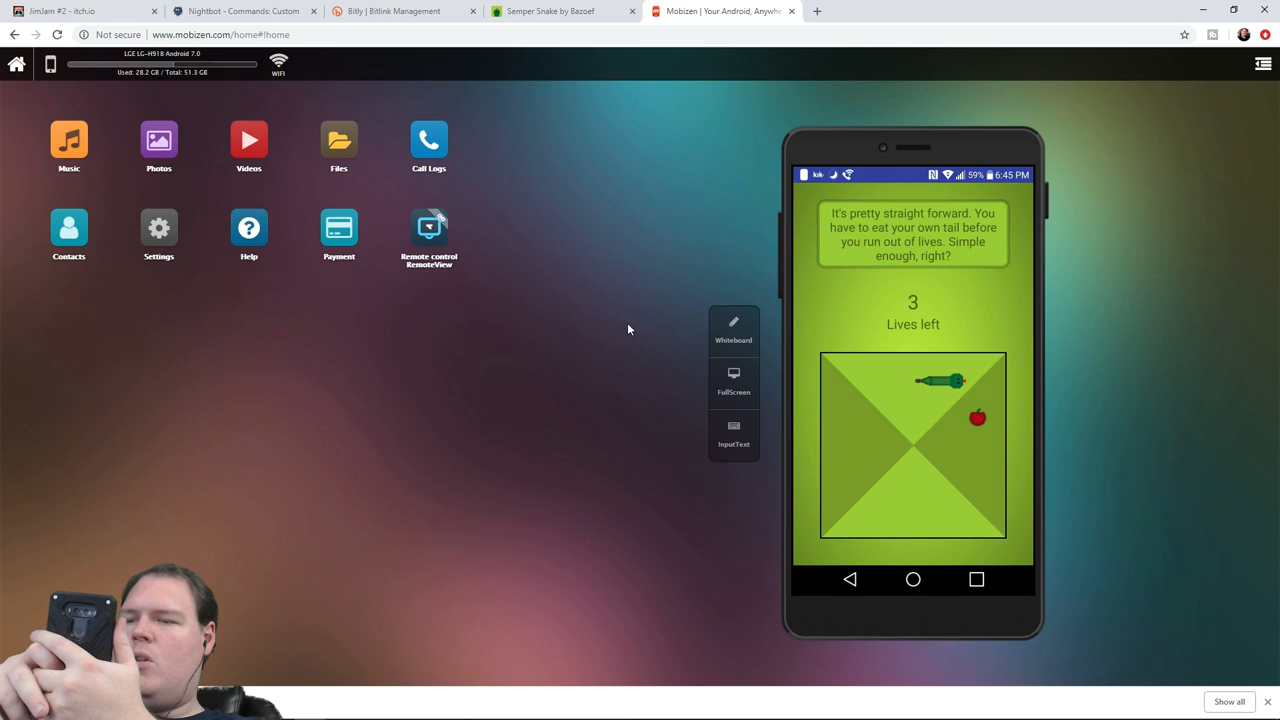 JimJam #2 - itch.io
Nightbot - Commands: Custom
Bitly | Bitlink Management
Semper Snake by Bazoef
Mobizen | Your Android, Anywhe
Not secure
www.mobizen.com/home#!home
LGE LG-H918 Android 7.0
Used: 28.2 GB / Total: 51.3 GB
WIFI
Music
Photos
Videos
Files
Call Logs
Contacts
Settings
Help
Payment
Remote control
RemoteView
Whiteboard
FullScreen
InputText
kik
59%
6:45 PM
It's pretty straight forward. You
have to eat your own tail before
you run out of lives. Simple
enough, right?
3
Lives left
Show all